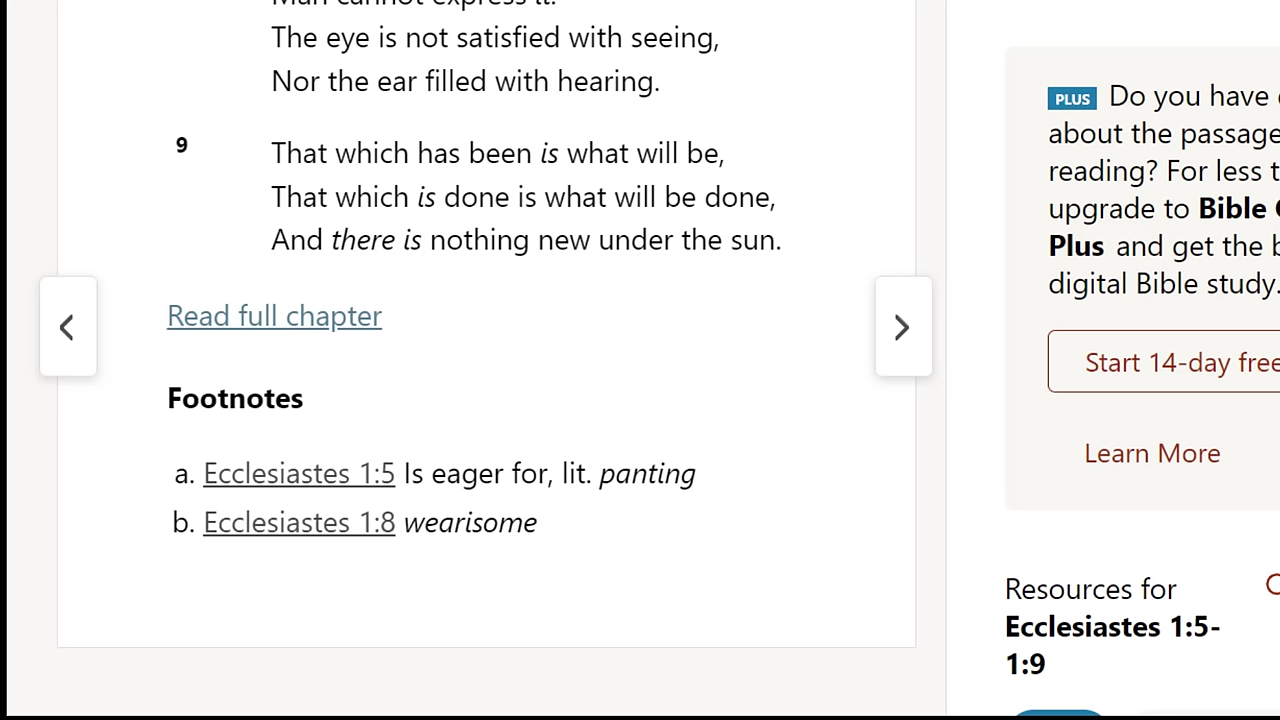 Man cannot express it.
The eye is not satisfied with seeing,
Nor the ear filled with hearing.
9 That which has been is what will be,
That which is done is what will be done,
And there is nothing new under the sun.
Read full chapter
Footnotes
a. Ecclesiastes 1:5 Is eager for, lit. panting
b. Ecclesiastes 1:8 wearisome
PLUS Do you have
about the passage
reading? For less
upgrade to Bible
Plus and get the
digital Bible study.
Start 14-day free
Learn More
Resources for
Ecclesiastes 1:5-
1:9